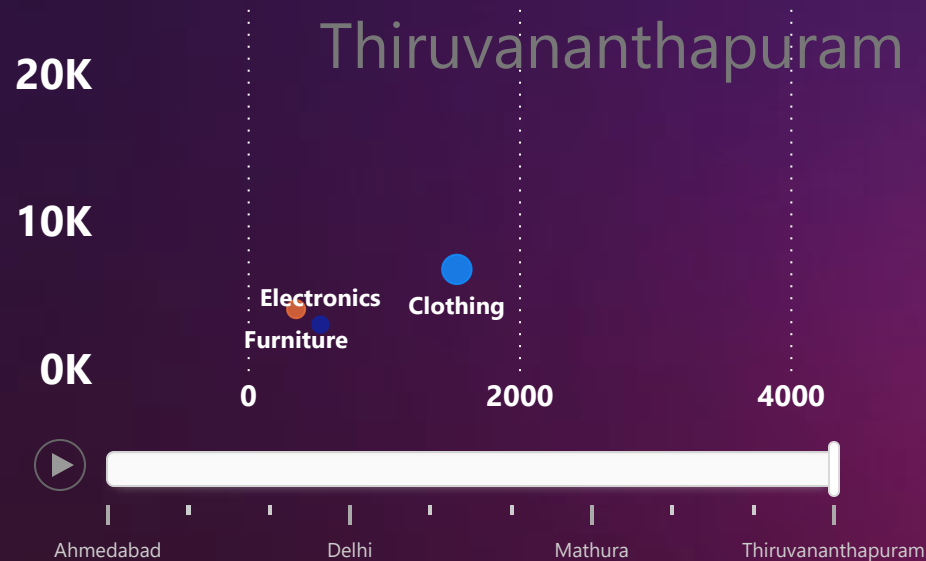 Thiruvananthapuram
20K
10K
Electronics
Clothing
Furniture
0K
0 2000 4000
Ahmedabad Delhi Mathura Thiruvananthapuram